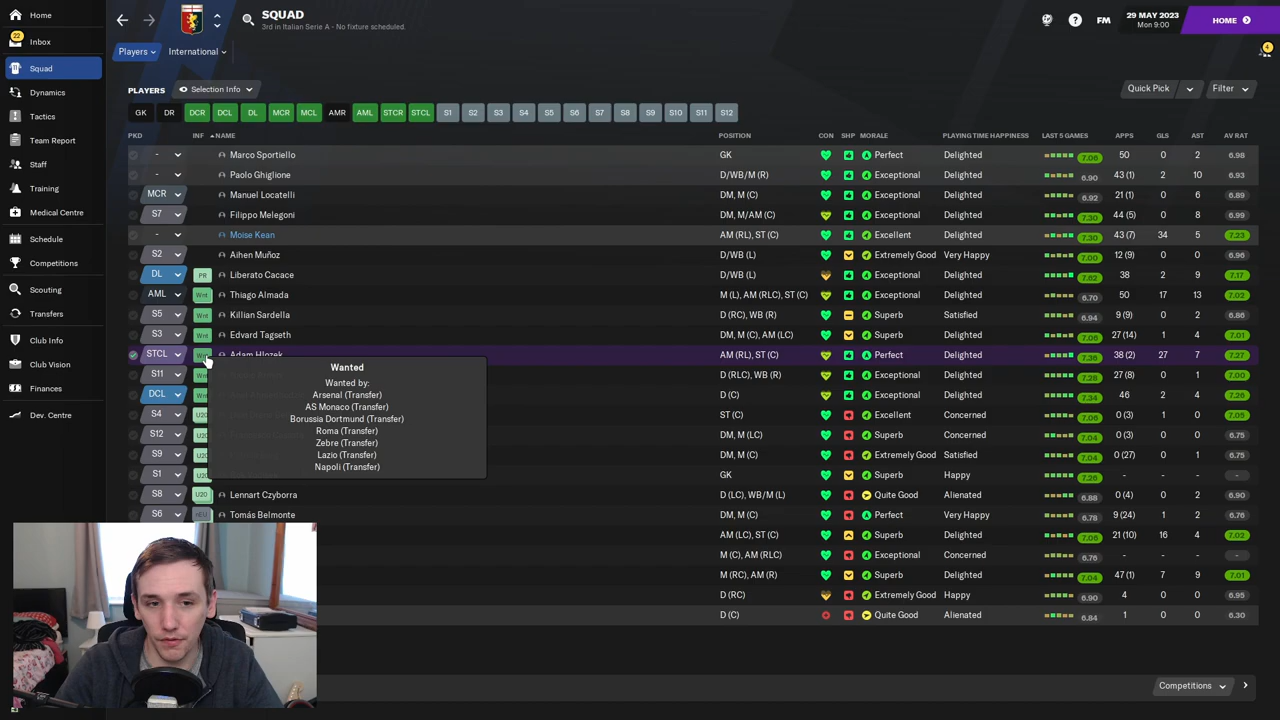 Home
22
Inbox
Squad
Dynamics
Tactics
Team Report
Staff
Training
Medical Centre
Schedule
Competitions
Scouting
Transfers
Club Info
Club Vision
Finances
Dev. Centre
SQUAD
3rd in Italian Serie A - No fixture scheduled.
FM
29 MAY 2023
Mon 9:00
HOME
4
Players
International
PLAYERS
Selection Info
Quick Pick
Filter
GK DR DCR DCL DL MCR MCL AMR AML STCR STCL S1 S2 S3 S4 S5 S6 S7 S8 S9 S10 S11 S12
PKD INF NAME POSITION CON SHP MORALE PLAYING TIME HAPPINESS LAST 5 GAMES APPS GLS AST AV RAT
- Marco Sportiello GK Perfect Delighted 7.06 50 0 2 6.98
- Paolo Ghiglione D/WB/M (R) Exceptional Delighted 6.90 43 (1) 2 10 6.93
MCR Manuel Locatelli DM, M (C) Exceptional Delighted 6.92 21 (1) 0 6 6.89
S7 Filippo Melegoni DM, M/AM (C) Exceptional Delighted 7.30 44 (5) 0 8 6.99
- Moise Kean AM (RL), ST (C) Excellent Delighted 7.30 43 (7) 34 5 7.23
S2 Aihen Muñoz D/WB (L) Extremely Good Very Happy 7.00 12 (9) 0 0 6.96
DL PR Liberato Cacace D/WB (L) Exceptional Delighted 7.62 38 2 9 7.17
AML Wnt Thiago Almada M (L), AM (RLC), ST (C) Exceptional Delighted 6.70 50 17 13 7.02
S5 Wnt Killian Sardella D (RC), WB (R) Superb Satisfied 6.94 9 (9) 0 2 6.86
S3 Wnt Edvard Tagseth DM, M (C), AM (LC) Superb Delighted 7.36 27 (14) 1 4 7.01
STCL Wnt Adam Hlozek AM (RL), ST (C) Perfect Delighted 7.36 38 (2) 27 7 7.27
S11 Wnt D (RLC), WB (R) Exceptional Delighted 7.28 27 (8) 0 1 7.00
DCL Wnt D (C) Exceptional Delighted 7.34 46 2 4 7.26
S4 U20 ST (C) Excellent Concerned 7.05 0 (3) 1 0 7.05
S12 U20 DM, M (LC) Superb Concerned 7.04 0 (3) 0 0 6.75
S9 U20 DM, M (C) Extremely Good Satisfied 7.04 0 (27) 0 1 6.75
S1 U20 GK Superb Happy 7.26 - - - -
S8 U20 Lennart Czyborra D (LC), WB/M (L) Quite Good Alienated 6.88 0 (4) 0 2 6.90
S6 nEU Tomás Belmonte DM, M (C) Perfect Very Happy 6.78 9 (24) 1 2 6.76
AM (LC), ST (C) Superb Delighted 7.06 21 (10) 16 4 7.02
M (C), AM (RLC) Exceptional Concerned 6.76 - - - -
M (RC), AM (R) Superb Delighted 7.04 47 (1) 7 9 7.01
D (RC) Extremely Good Happy 6.90 4 0 0 6.95
D (C) Quite Good Alienated 6.84 1 0 0 6.30
Wanted
Wanted by:
Arsenal (Transfer)
AS Monaco (Transfer)
Borussia Dortmund (Transfer)
Roma (Transfer)
Zebre (Transfer)
Lazio (Transfer)
Napoli (Transfer)
Competitions